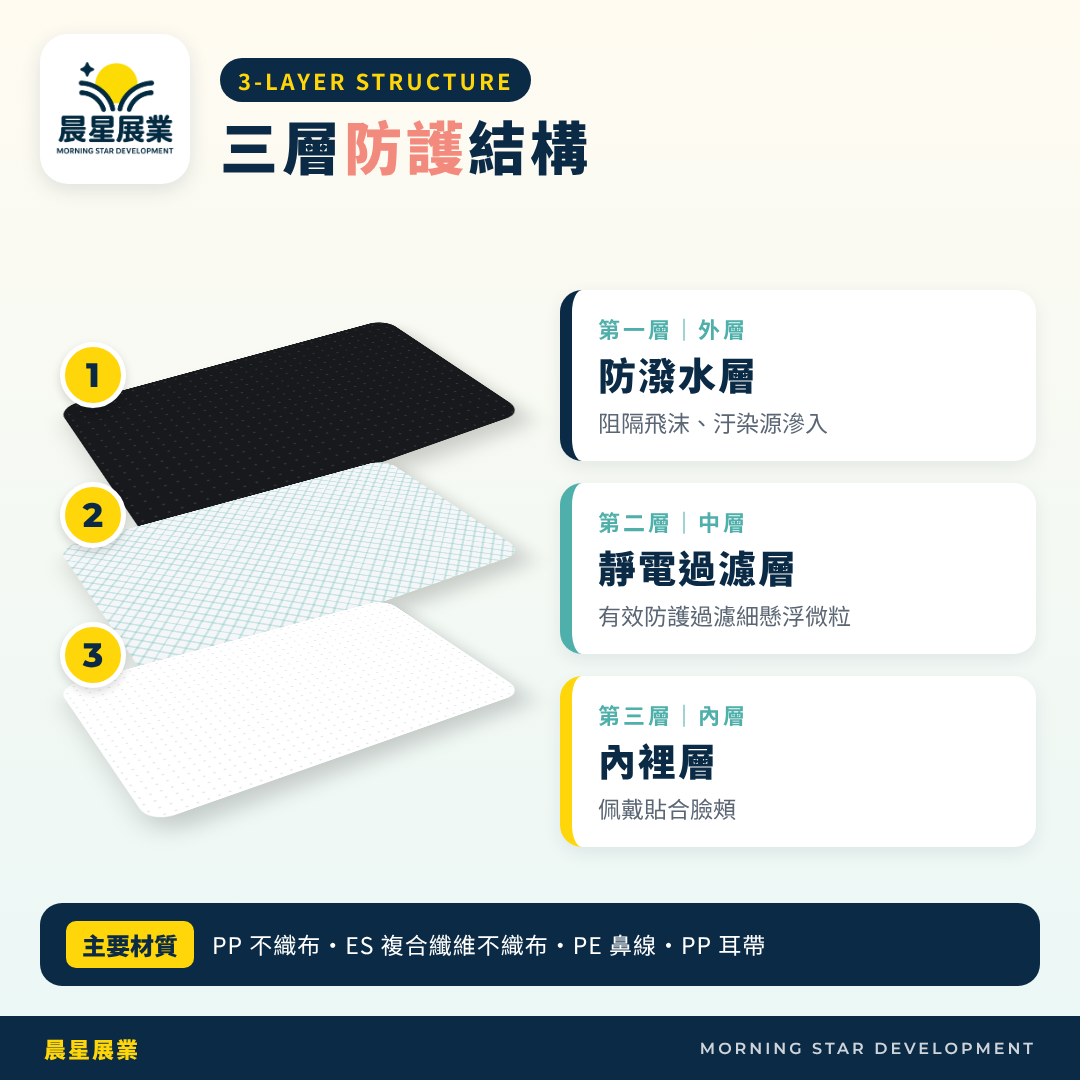 晨星展業
MORNING STAR DEVELOPMENT
3-LAYER STRUCTURE
三層防護結構
1
2
3
第一層｜外層
防潑水層
阻隔飛沫、汙染源滲入
第二層｜中層
靜電過濾層
有效防護過濾細懸浮微粒
第三層｜內層
內裡層
佩戴貼合臉頰
主要材質
PP 不織布・ES 複合纖維不織布・PE 鼻線・PP 耳帶
晨星展業
MORNING STAR DEVELOPMENT